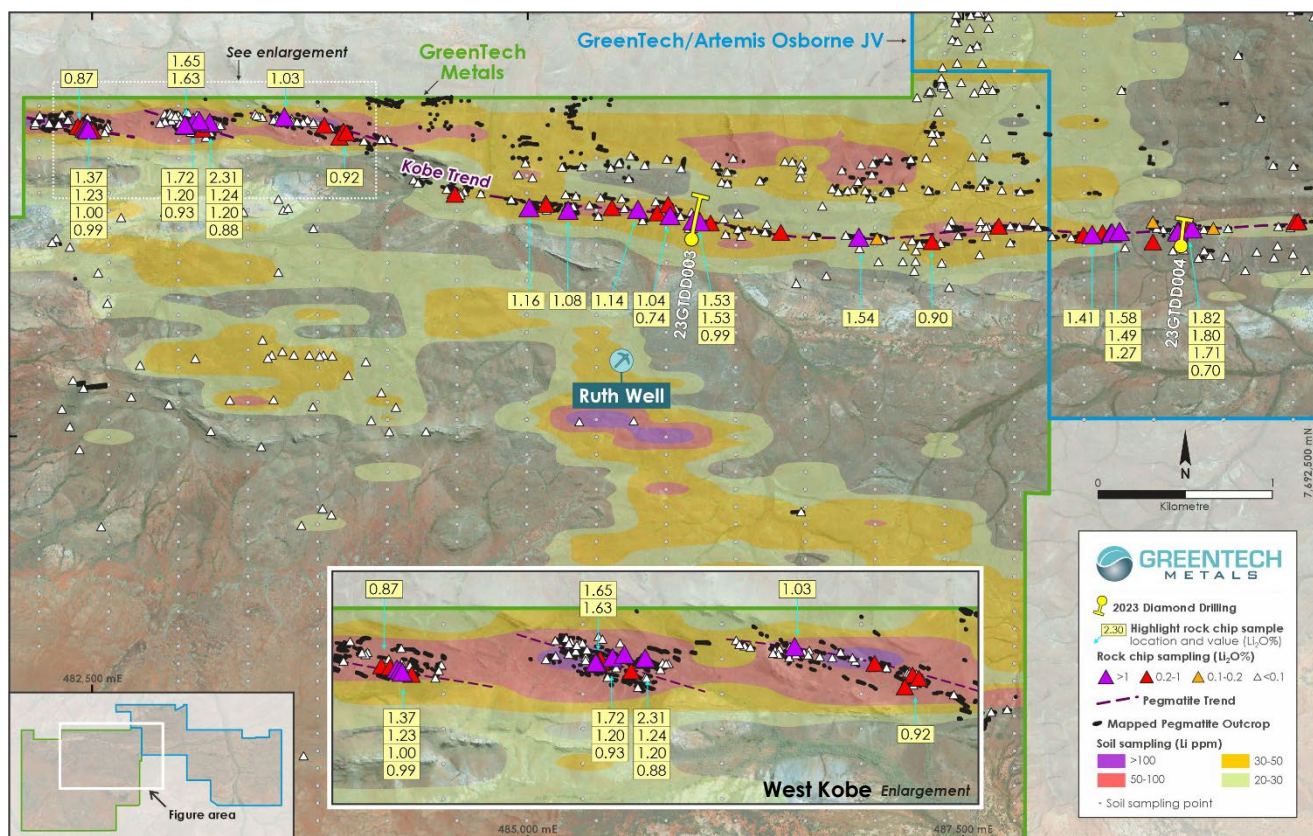 See enlargement
GreenTech
Metals
GreenTech/Artemis Osborne JV
0.87
1.65
1.63
1.03
1.37
1.23
1.00
0.99
1.72
1.20
0.93
2.31
1.24
1.20
0.88
0.92
Kobe Trend
1.16
1.08
1.14
1.04
0.74
23GTDD003
1.53
1.53
0.99
1.54
0.90
1.41
1.58
1.49
1.27
23GTDD004
1.82
1.80
1.71
0.70
Ruth Well
N
0 1
Kilometre
7,692,500 mN
GREENTECH
METALS
2023 Diamond Drilling
2.30 Highlight rock chip sample
location and value (Li₂O%)
Rock chip sampling (Li₂O%)
>1 0.2-1 0.1-0.2 <0.1
Pegmatite Trend
Mapped Pegmatite Outcrop
Soil sampling (Li ppm)
>100 30-50
50-100 20-30
Soil sampling point
0.87
1.65
1.63
1.03
1.37
1.23
1.00
0.99
1.72
1.20
0.93
2.31
1.24
1.20
0.88
0.92
West Kobe Enlargement
482,500 mE
Figure area
485,000 mE
487,500 mE